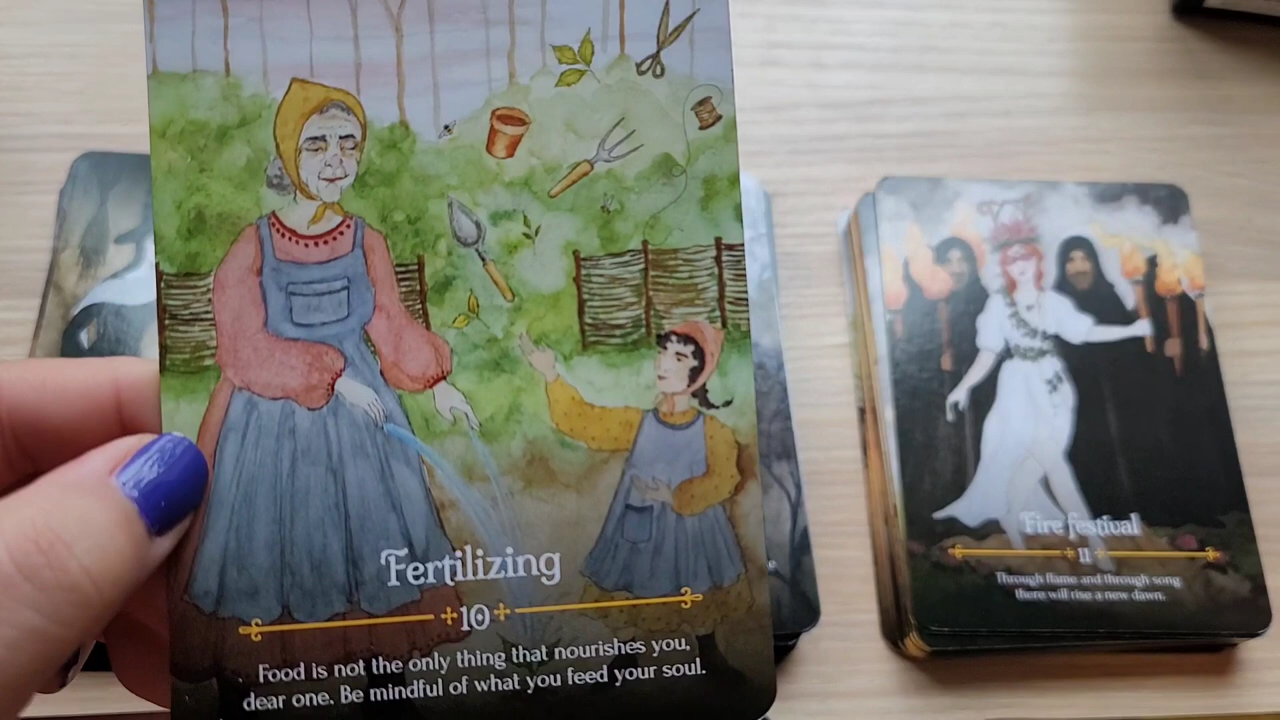 Fertilizing
10
Food is not the only thing that nourishes you,
dear one. Be mindful of what you feed your soul.
Fire festival
11
Through flame and through song
there will rise a new dawn.